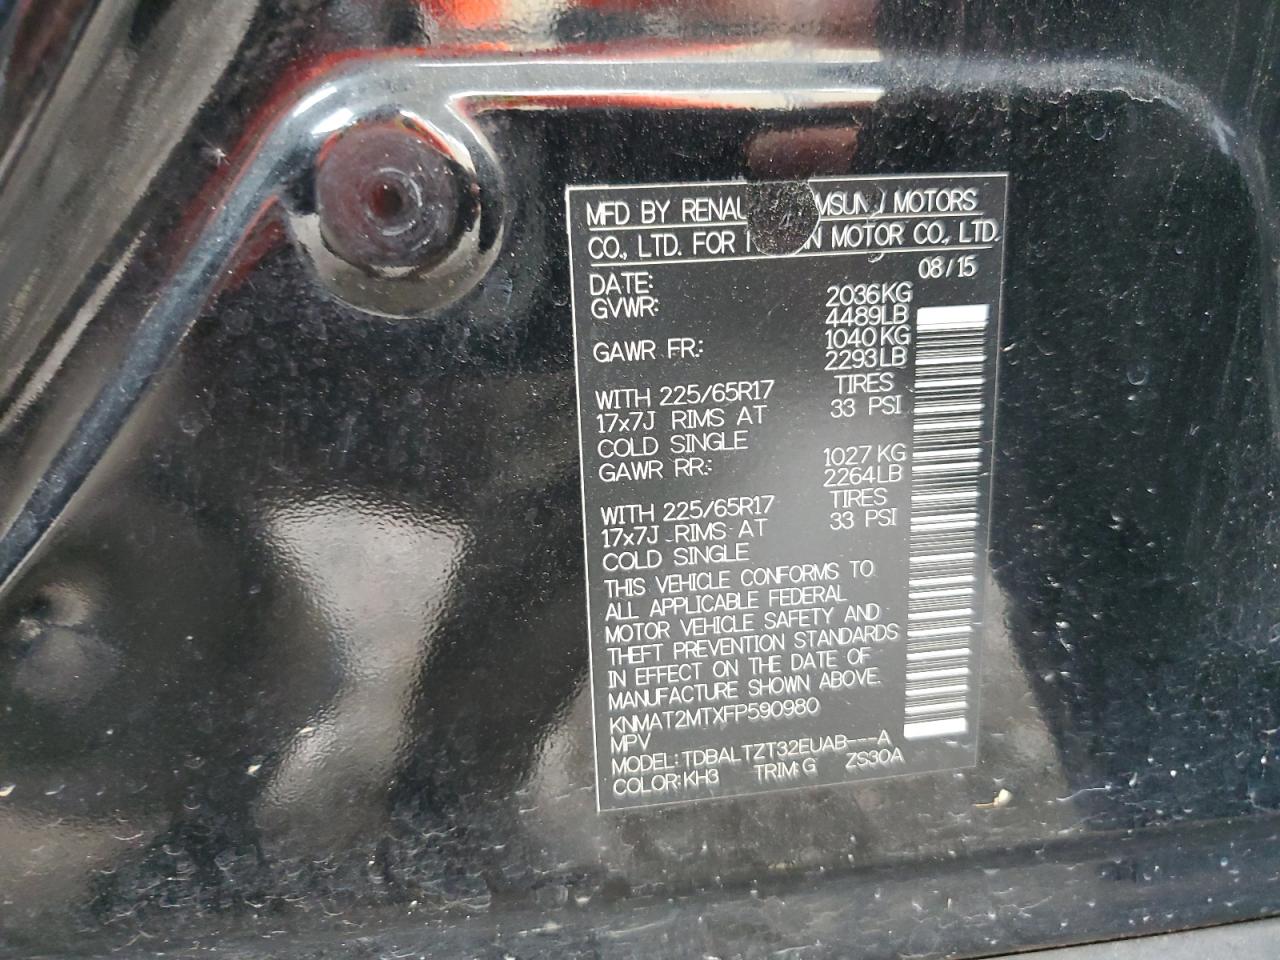 MFD BY RENAU MSUN MOTORS
CO., LTD. FOR N MOTOR CO., LTD.
DATE: 08/15
GVWR: 2036KG
4489LB
GAWR FR.: 1040KG
2293LB
WITH 225/65R17 TIRES
17x7J RIMS AT 33 PSI
COLD SINGLE
GAWR RR.: 1027KG
2264LB
WITH 225/65R17 TIRES
17x7J RIMS AT 33 PSI
COLD SINGLE
THIS VEHICLE CONFORMS TO
ALL APPLICABLE FEDERAL
MOTOR VEHICLE SAFETY AND
THEFT PREVENTION STANDARDS
IN EFFECT ON THE DATE OF
MANUFACTURE SHOWN ABOVE.
KNMAT2MTXFP590980
MPV
MODEL: TDBALTZT32EUAB---A
COLOR:KH3 TRIM:G ZS30A